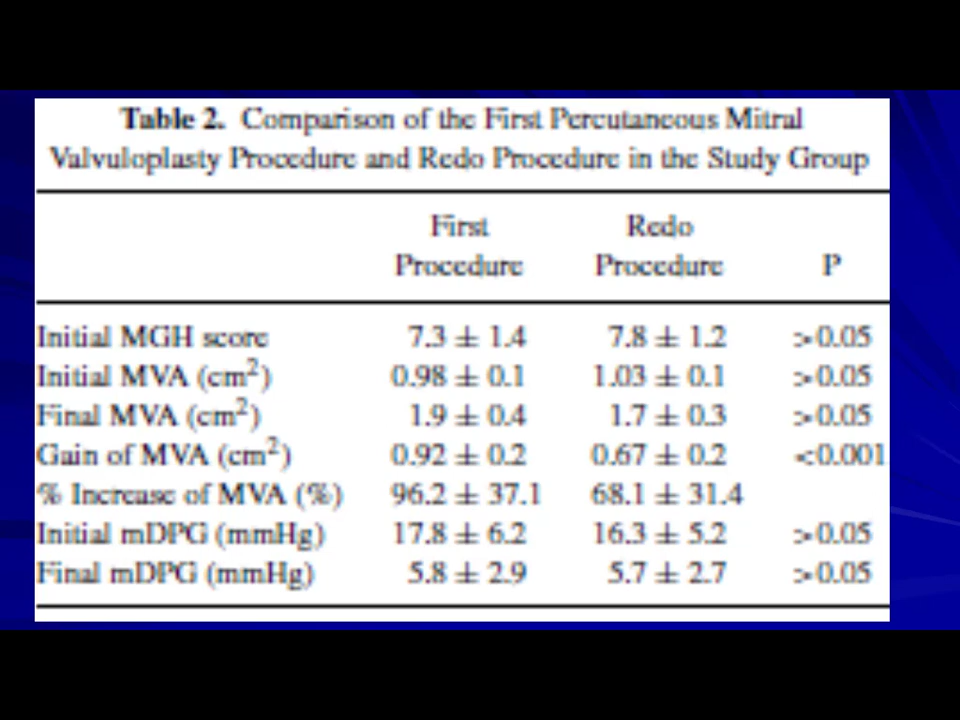 Table 2. Comparison of the First Percutaneous Mitral
Valvuloplasty Procedure and Redo Procedure in the Study Group
First Redo
Procedure Procedure P
Initial MGH score 7.3 ± 1.4 7.8 ± 1.2 >0.05
Initial MVA (cm²) 0.98 ± 0.1 1.03 ± 0.1 >0.05
Final MVA (cm²) 1.9 ± 0.4 1.7 ± 0.3 >0.05
Gain of MVA (cm²) 0.92 ± 0.2 0.67 ± 0.2 <0.001
% Increase of MVA (%) 96.2 ± 37.1 68.1 ± 31.4
Initial mDPG (mmHg) 17.8 ± 6.2 16.3 ± 5.2 >0.05
Final mDPG (mmHg) 5.8 ± 2.9 5.7 ± 2.7 >0.05